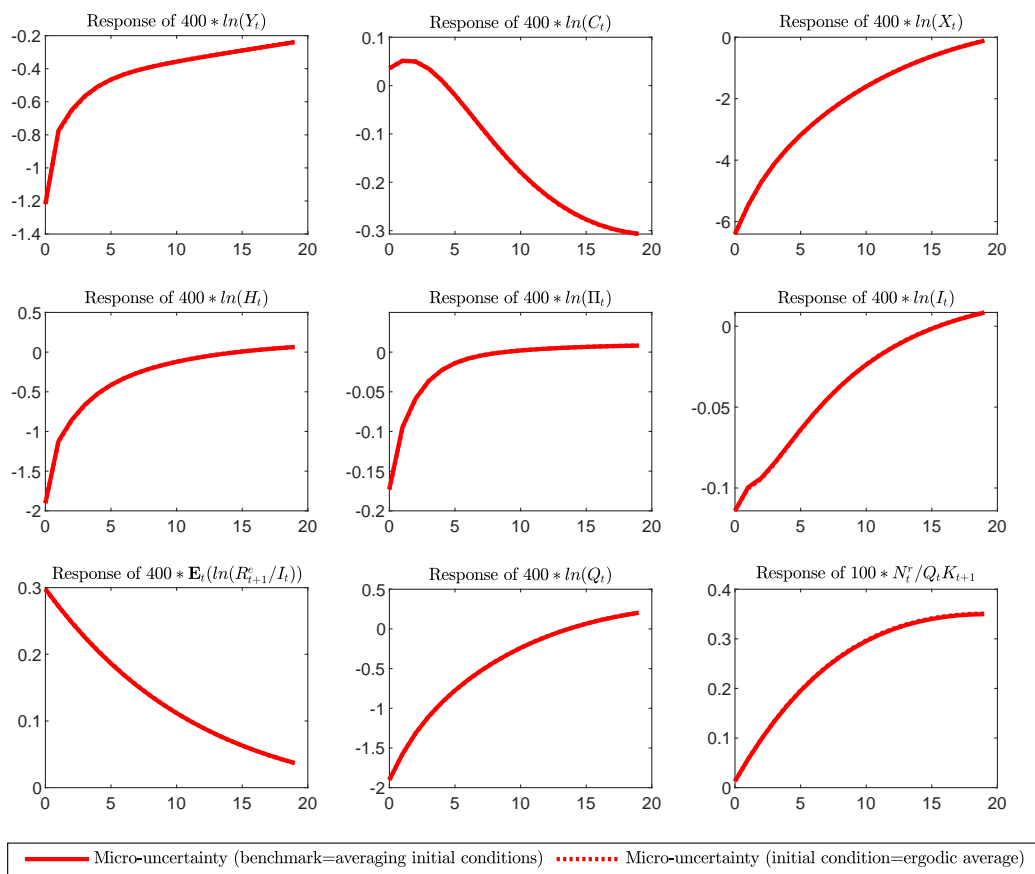 Response of 400 ∗ ln(Y_t)
Response of 400 ∗ ln(C_t)
Response of 400 ∗ ln(X_t)
-0.2
-0.4
-0.6
-0.8
-1
-1.2
-1.4
0 5 10 15 20
0.1
0
-0.1
-0.2
-0.3
0 5 10 15 20
0
-2
-4
-6
0 5 10 15 20
Response of 400 ∗ ln(H_t)
Response of 400 ∗ ln(Π_t)
Response of 400 ∗ ln(I_t)
0.5
0
-0.5
-1
-1.5
-2
0 5 10 15 20
0.05
0
-0.05
-0.1
-0.15
-0.2
0 5 10 15 20
0
-0.05
-0.1
0 5 10 15 20
Response of 400 ∗ E_t(ln(R^e_{t+1}/I_t))
Response of 400 ∗ ln(Q_t)
Response of 100 ∗ N^r_t/Q_tK_{t+1}
0.3
0.2
0.1
0
0 5 10 15 20
0.5
0
-0.5
-1
-1.5
-2
0 5 10 15 20
0.4
0.3
0.2
0.1
0
0 5 10 15 20
Micro-uncertainty (benchmark=averaging initial conditions)
Micro-uncertainty (initial condition=ergodic average)